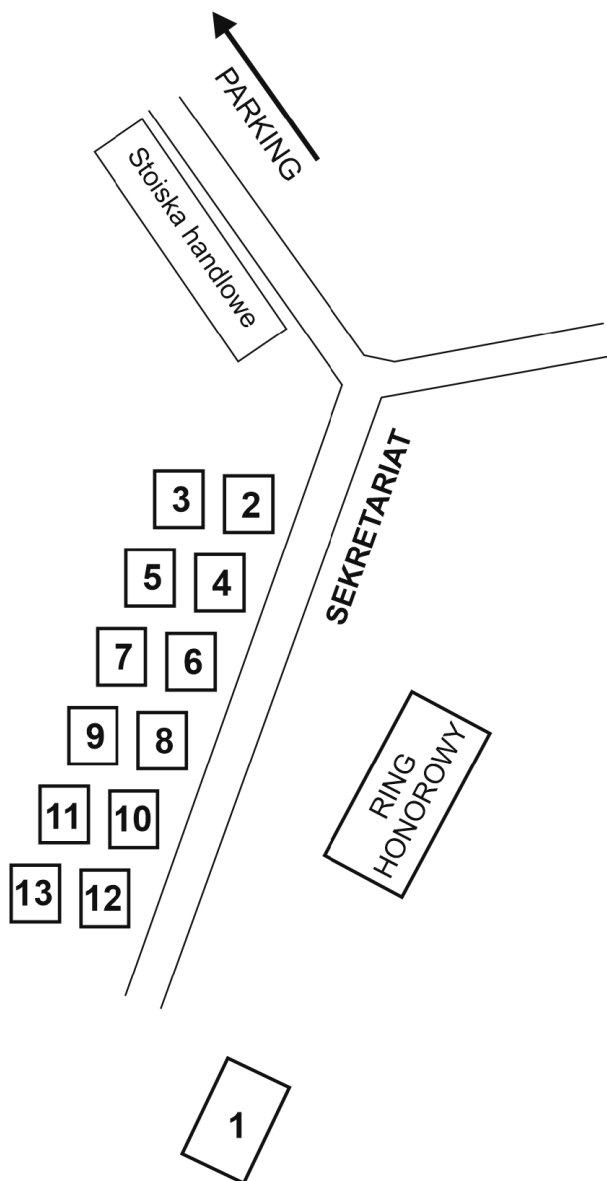 PARKING
Stoiska handlowe
SEKRETARIAT
3 2
5 4
7 6
9 8
11 10
13 12
RING
HONOROWY
1